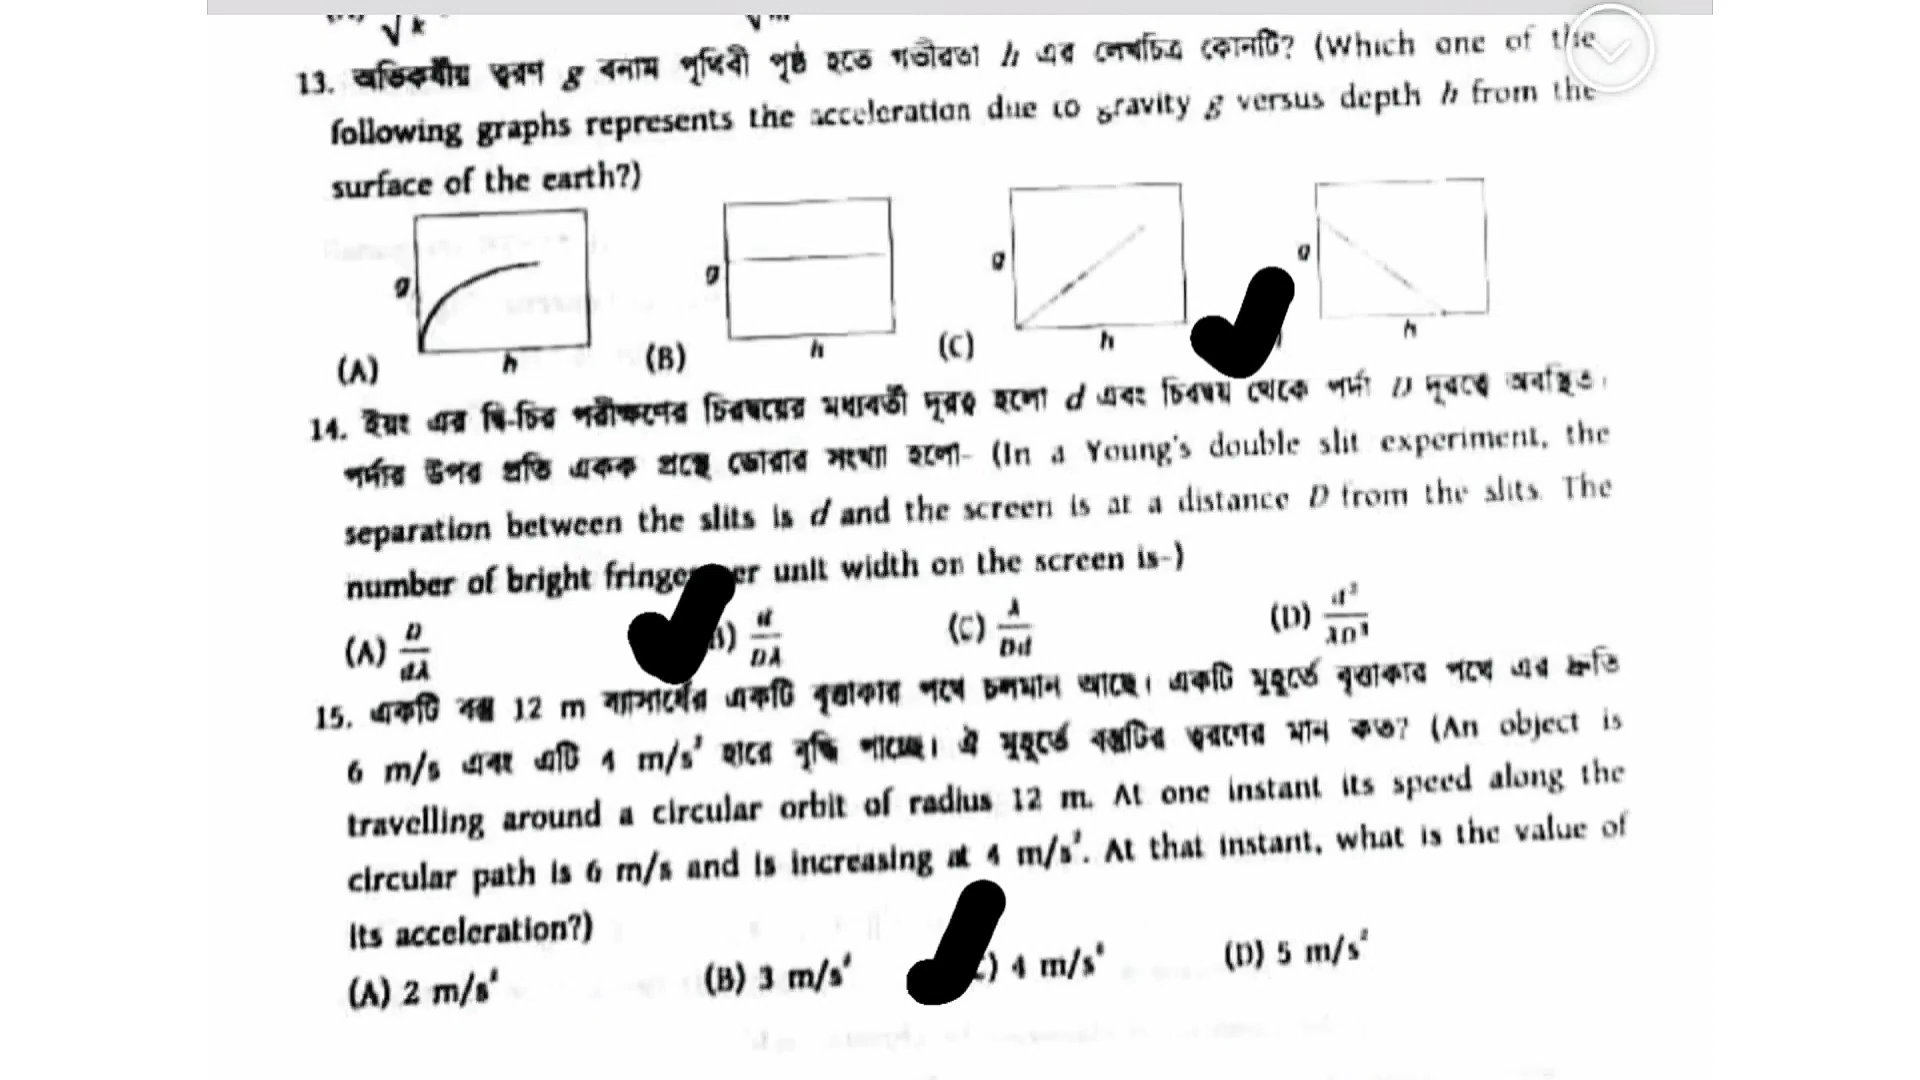 13. অভিকর্ষীয় ত্বরণ g বনাম পৃথিবী পৃষ্ঠ হতে গভীরতা h এর লেখচিত্র কোনটি? (Which one of the
following graphs represents the acceleration due to gravity g versus depth h from the
surface of the earth?)
g h
g h
g h
g h
(A) (B) (C)
14. ইয়ং এর দ্বি-চির পরীক্ষণের চিরদ্বয়ের মধ্যবর্তী দূরত্ব হলো d এবং চিরদ্বয় থেকে পর্দা D দূরত্বে অবস্থিত।
পর্দার উপর প্রতি একক প্রস্থে ডোরার সংখ্যা হলো- (In a Young's double slit experiment, the
separation between the slits is d and the screen is at a distance D from the slits. The
number of bright fringes per unit width on the screen is-)
(A) D/dλ (B) d/Dλ (C) λ/Dd (D) d²/λD²
15. একটি বস্তু 12 m ব্যাসার্ধের একটি বৃত্তাকার পথে চলমান আছে। একটি মুহূর্তে বৃত্তাকার পথে এর দ্রুতি
6 m/s এবং এটি 4 m/s² হারে বৃদ্ধি পাচ্ছে। ঐ মুহূর্তে বস্তুটির ত্বরণের মান কত? (An object is
travelling around a circular orbit of radius 12 m. At one instant its speed along the
circular path is 6 m/s and is increasing at 4 m/s². At that instant, what is the value of
its acceleration?)
(A) 2 m/s² (B) 3 m/s² (C) 4 m/s² (D) 5 m/s²